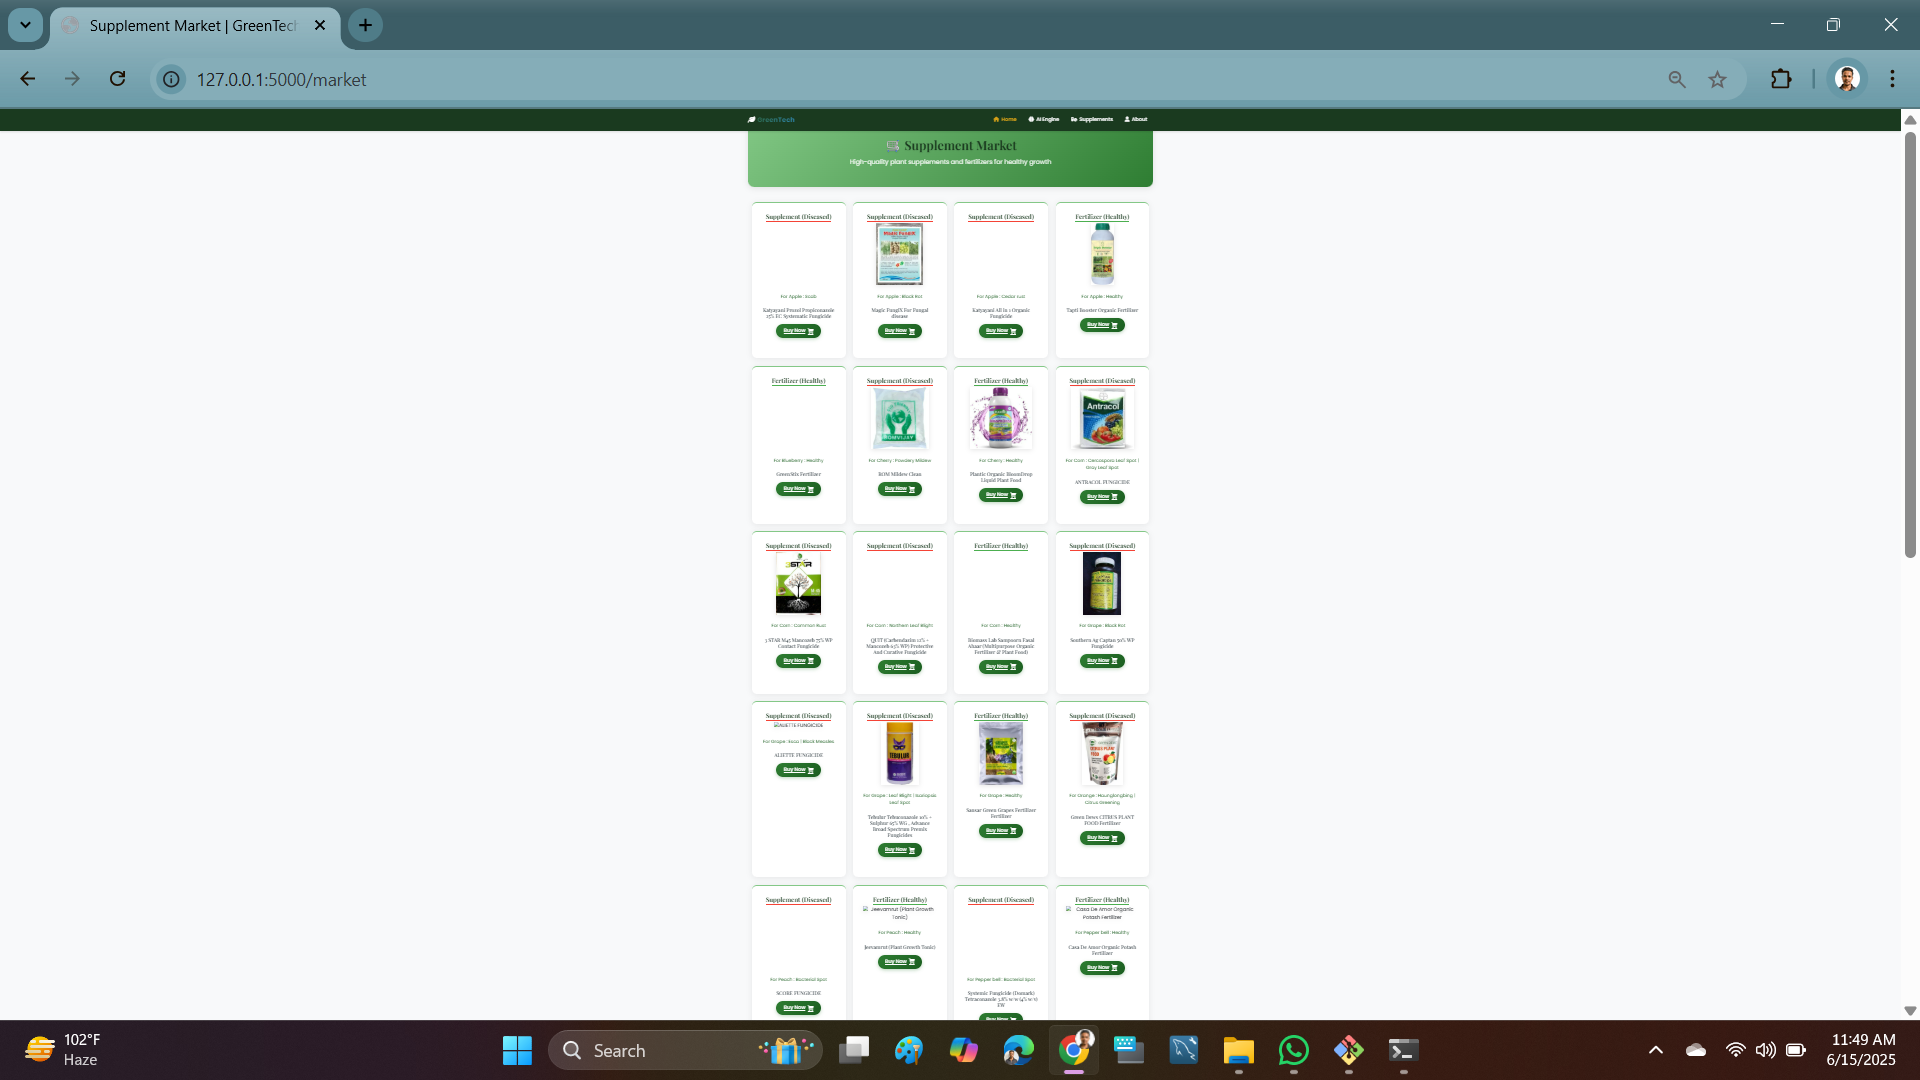 Supplement Market | GreenTech
127.0.0.1:5000/market
GreenTech
Home
AI Engine
Supplements
About
Supplement Market
High-quality plant supplements and fertilizers for healthy growth
Supplement (Diseased)
For Apple : Scab
Katyayani Prozol Propiconazole
25% EC Systematic Fungicide
Buy Now
Supplement (Diseased)
For Apple : Black Rot
Magic FungiX For Fungal
disease
Buy Now
Supplement (Diseased)
For Apple : Cedar rust
Katyayani All in 1 Organic
Fungicide
Buy Now
Fertilizer (Healthy)
For Apple : Healthy
Tapti Booster Organic Fertilizer
Buy Now
Fertilizer (Healthy)
For Blueberry : Healthy
GreenStix Fertilizer
Buy Now
Supplement (Diseased)
ROMVIJAY
For Cherry : Powdery Mildew
ROM Mildew Clean
Buy Now
Fertilizer (Healthy)
For Cherry : Healthy
Plantic Organic BloomDrop
Liquid Plant Food
Buy Now
Supplement (Diseased)
Antracol
For Corn : Cercospora Leaf Spot |
Gray Leaf Spot
ANTRACOL FUNGICIDE
Buy Now
Supplement (Diseased)
3STAR
For Corn : Common Rust
3 STAR M45 Mancozeb 75% WP
Contact Fungicide
Buy Now
Supplement (Diseased)
For Corn : Northern Leaf Blight
QUIT (Carbendazim 12% +
Mancozeb 63% WP) Protective
And Curative Fungicide
Buy Now
Fertilizer (Healthy)
For Corn : Healthy
Biomass Lab Sampoorn Fasal
Ahaar (Multipurpose Organic
Fertilizer & Plant Food)
Buy Now
Supplement (Diseased)
For Grape : Black Rot
Southern Ag Captan 50% WP
Fungicide
Buy Now
Supplement (Diseased)
ALIETTE FUNGICIDE
For Grape : Esca | Black Measles
ALIETTE FUNGICIDE
Buy Now
Supplement (Diseased)
TEBULUR
For Grape : Leaf Blight | Isariopsis
Leaf Spot
Tebulur Tebuconazole 10% +
Sulphur 65% WG , Advance
Broad Spectrum Premix
Fungicides
Buy Now
Fertilizer (Healthy)
For Grape : Healthy
Sansar Green Grapes Fertilizer
Fertilizer
Buy Now
Supplement (Diseased)
For Orange : Haunglongbing |
Citrus Greening
Green Dews CITRUS PLANT
FOOD Fertilizer
Buy Now
Supplement (Diseased)
For Peach : Bacterial Spot
SCORE FUNGICIDE
Buy Now
Fertilizer (Healthy)
Jeevamrut (Plant Growth
Tonic)
For Peach : Healthy
Jeevamrut (Plant Growth Tonic)
Buy Now
Supplement (Diseased)
For Pepper bell : Bacterial Spot
Systemic Fungicide (Domark)
Tetraconazole 3.8% w/w (4% w/v)
EW
Buy Now
Fertilizer (Healthy)
Casa De Amor Organic
Potash Fertilizer
For Pepper bell : Healthy
Casa De Amor Organic Potash
Fertilizer
Buy Now
102°F
Haze
Search
11:49 AM
6/15/2025